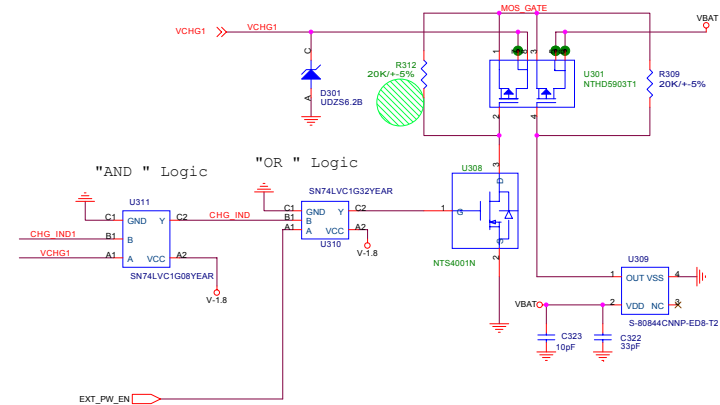 MOS_GATE
VBAT
VCHG1
VCHG1
R312
20K/+-5%
U301
NTHD5903T1
R309
20K/+-5%
C
A
D301
UDZS6.2B
1
3
2
4
"AND " Logic
"OR " Logic
U308
3
D
G
S
1
2
NTS4001N
U311
C1
GND
Y
C2
B1
B
A1
A
VCC
A2
SN74LVC1G08YEAR
CHG_IND1
VCHG1
CHG_IND
V-1.8
SN74LVC1G32YEAR
C1
GND
Y
C2
B1
B
A1
A
VCC
A2
U310
V-1.8
U309
1
OUT
VSS
4
2
VDD
NC
3
S-80844CNNP-ED8-T2
VBAT
C323
10pF
C322
33pF
EXT_PW_EN